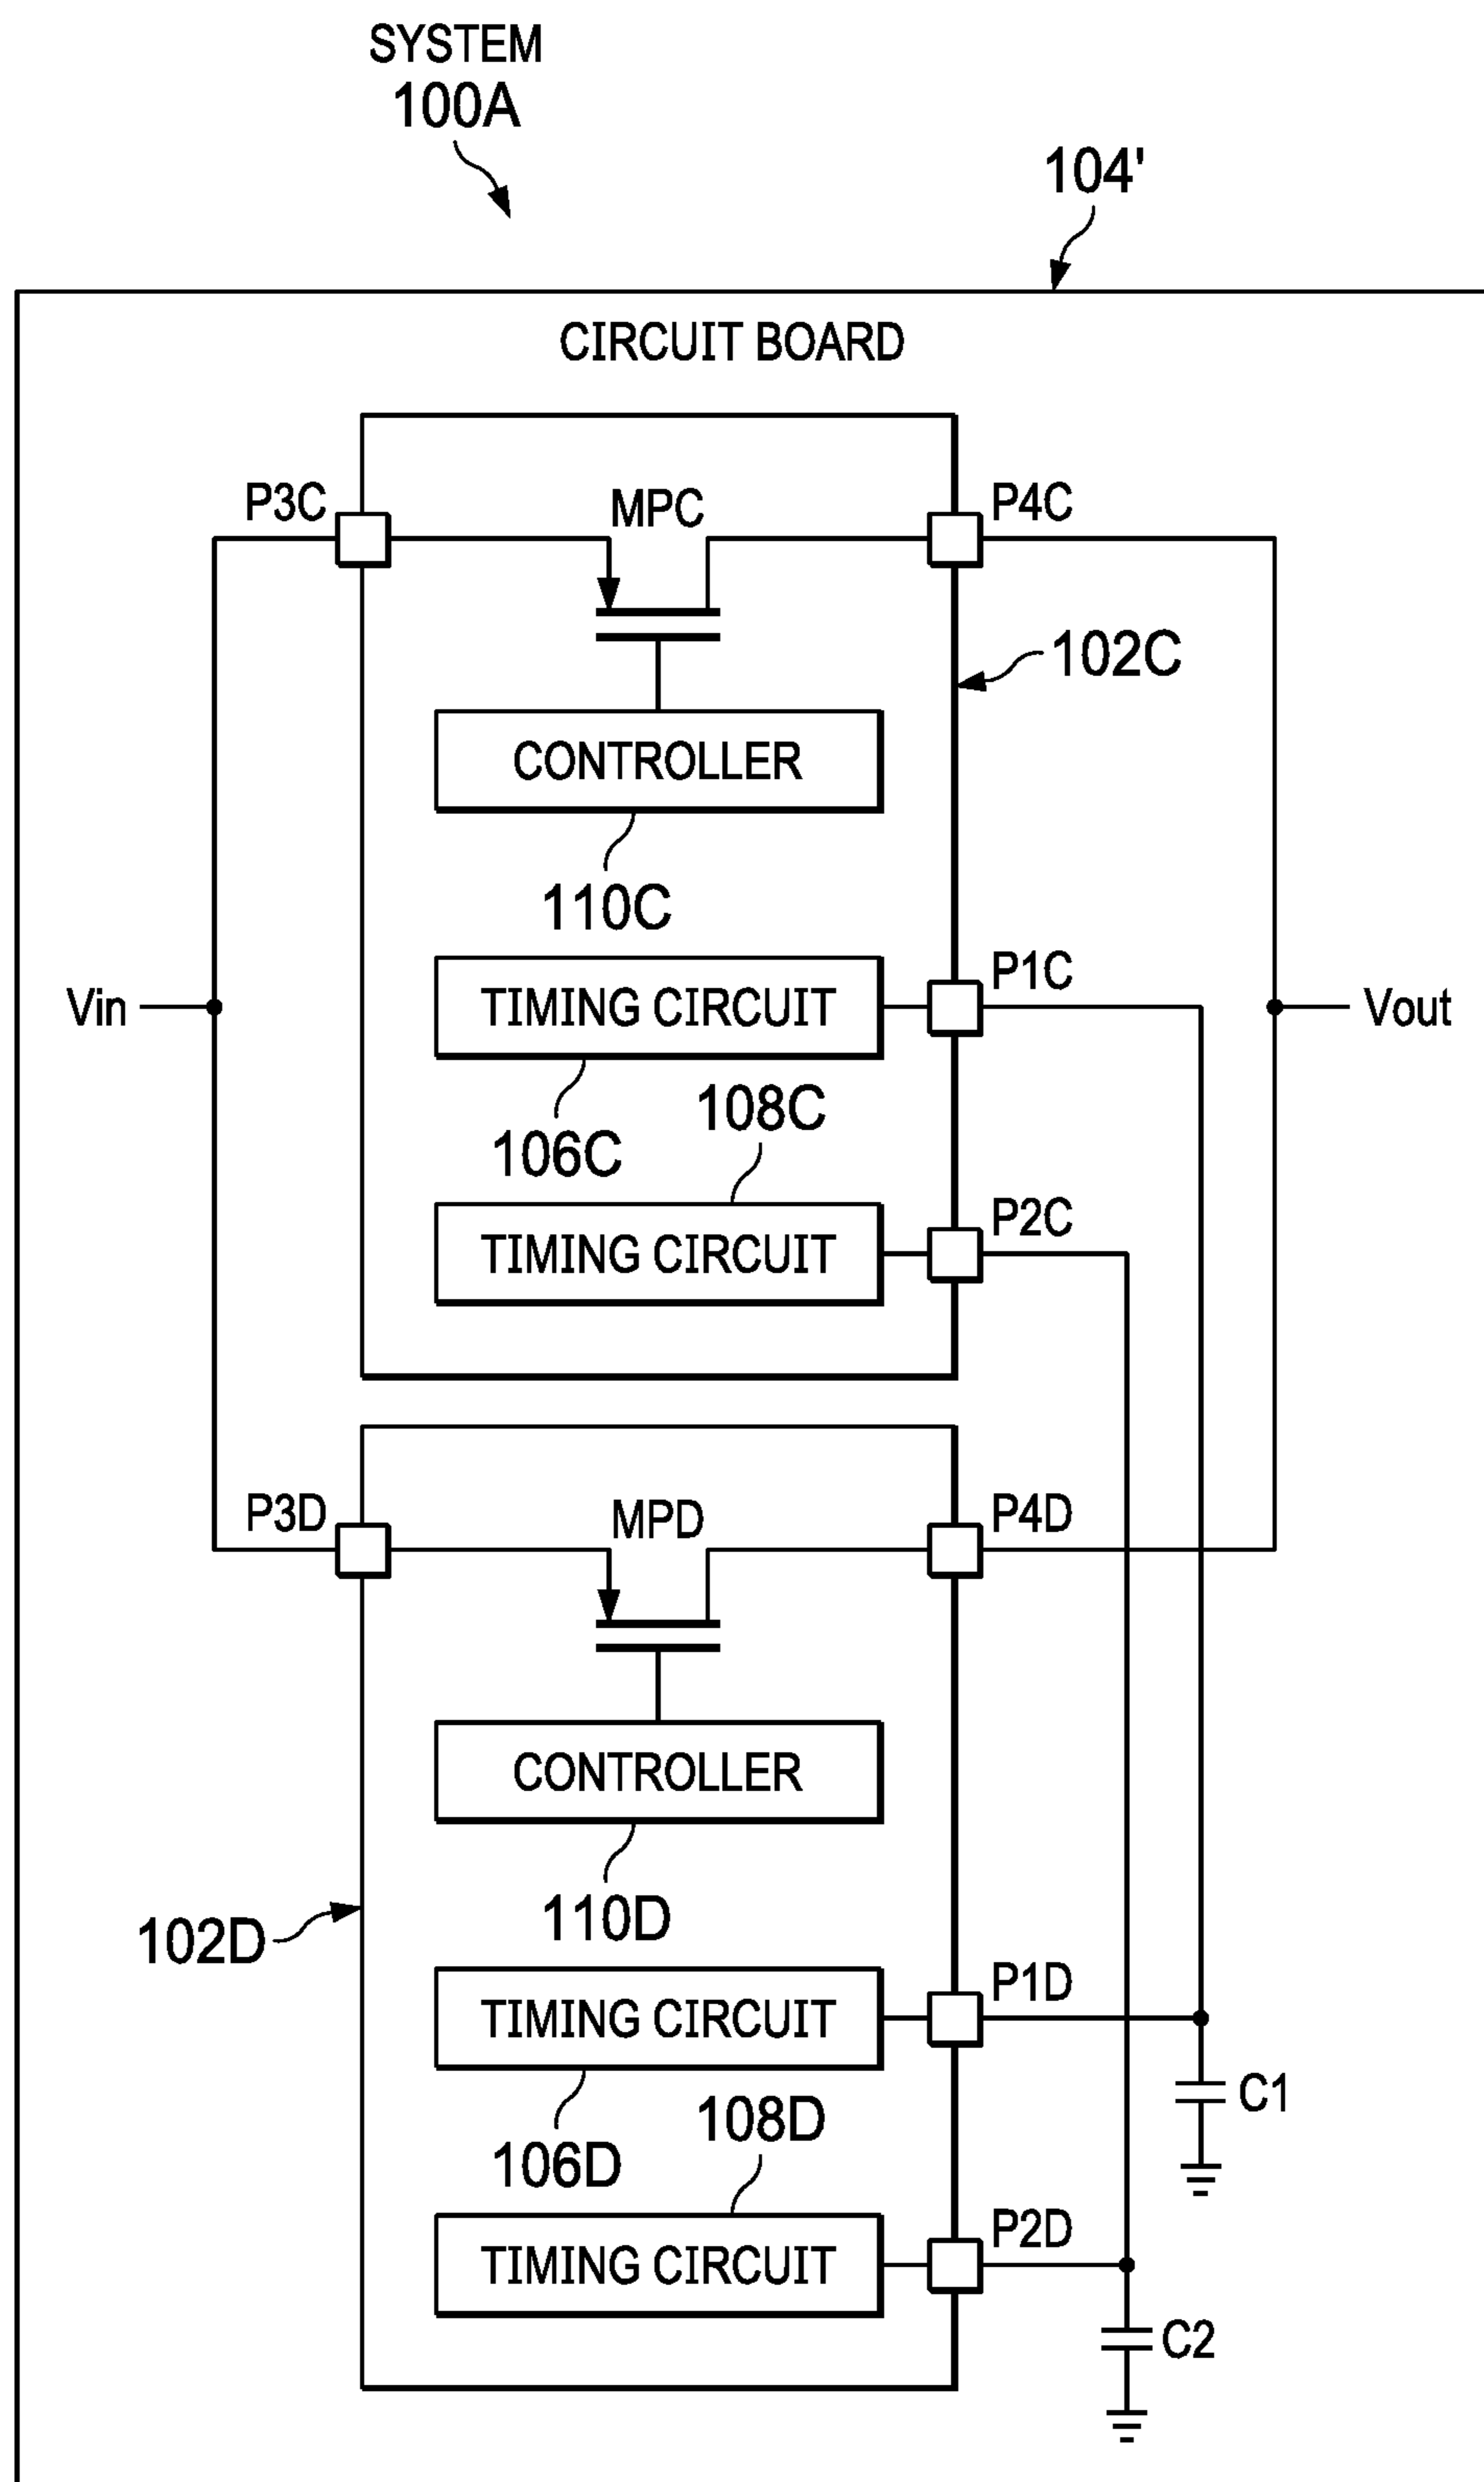 SYSTEM
100A
104'
CIRCUIT BOARD
P3C
MPC
P4C
102C
CONTROLLER
110C
P1C
Vin
TIMING CIRCUIT
Vout
108C
106C
P2C
TIMING CIRCUIT
P3D
MPD
P4D
CONTROLLER
110D
102D
P1D
TIMING CIRCUIT
C1
108D
106D
P2D
TIMING CIRCUIT
C2